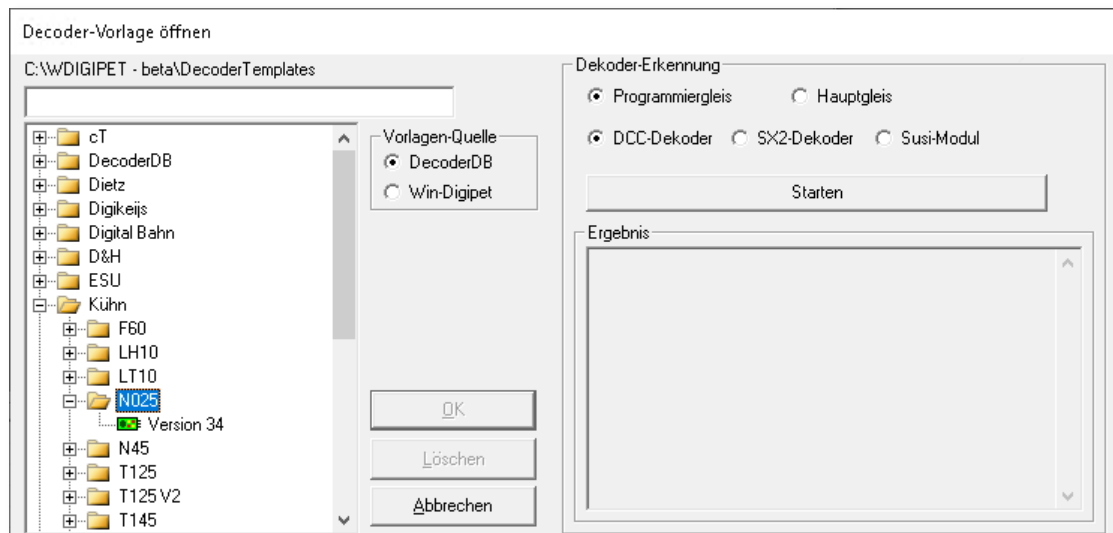 Decoder-Vorlage öffnen
C:\WDIGIPET - beta\DecoderTemplates
cT
DecoderDB
Dietz
Digikeijs
Digital Bahn
D&H
ESU
Kühn
F60
LH10
LT10
N025
Version 34
N45
T125
T125 V2
T145
Vorlagen-Quelle
DecoderDB
Win-Digipet
OK
Löschen
Abbrechen
Dekoder-Erkennung
Programmiergleis Hauptgleis
DCC-Dekoder SX2-Dekoder Susi-Modul
Starten
Ergebnis